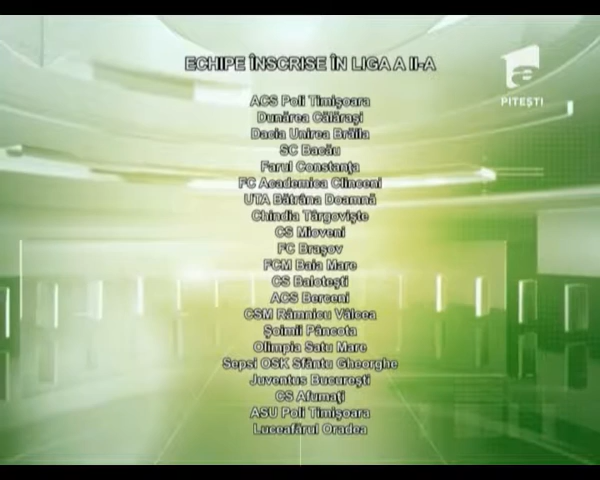 ECHIPE ÎNSCRISE ÎN LIGA A II-A
PITEȘTI
ACS Poli Timişoara
Dunărea Călăraşi
Dacia Unirea Brăila
SC Bacău
Farul Constanţa
FC Academica Clinceni
UTA Bătrâna Doamnă
Chindia Târgovişte
CS Mioveni
FC Braşov
FCM Baia Mare
CS Baloteşti
ACS Berceni
CSM Râmnicu Vâlcea
Şoimii Pâncota
Olimpia Satu Mare
Sepsi OSK Sfântu Gheorghe
Juventus Bucureşti
CS Afumaţi
ASU Poli Timişoara
Luceafărul Oradea